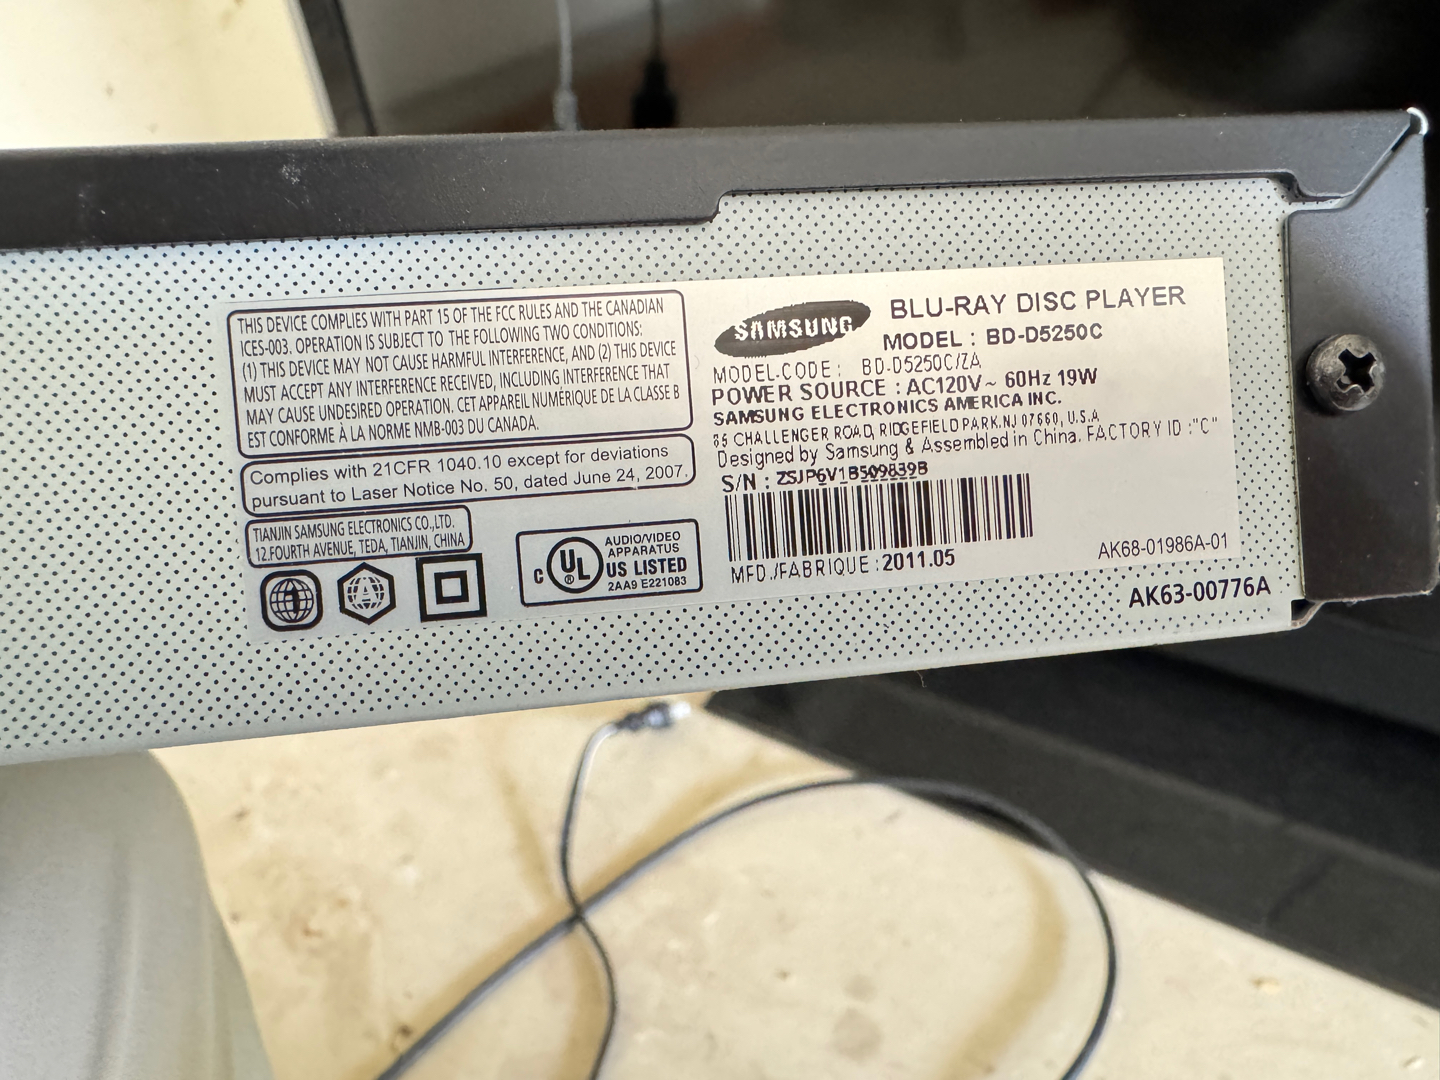 THIS DEVICE COMPLIES WITH PART 15 OF THE FCC RULES AND THE CANADIAN
ICES-003. OPERATION IS SUBJECT TO THE FOLLOWING TWO CONDITIONS:
(1) THIS DEVICE MAY NOT CAUSE HARMFUL INTERFERENCE, AND (2) THIS DEVICE
MUST ACCEPT ANY INTERFERENCE RECEIVED, INCLUDING INTERFERENCE THAT
MAY CAUSE UNDESIRED OPERATION. CET APPAREIL NUMÉRIQUE DE LA CLASSE B
EST CONFORME À LA NORME NMB-003 DU CANADA.
Complies with 21CFR 1040.10 except for deviations
pursuant to Laser Notice No. 50, dated June 24, 2007.
TIANJIN SAMSUNG ELECTRONICS CO.,LTD.
12.FOURTH AVENUE, TEDA, TIANJIN, CHINA
C UL ® US LISTED
AUDIO/VIDEO
APPARATUS
2AA9 E221083
SAMSUNG
BLU-RAY DISC PLAYER
MODEL : BD-D5250C
MODEL.CODE : BD-D5250C/ZA
POWER SOURCE : AC120V~ 60Hz 19W
SAMSUNG ELECTRONICS AMERICA INC.
85 CHALLENGER ROAD, RIDGEFIELD PARK.NJ 07660, U.S.A
Designed by Samsung & Assembled in China. FACTORY ID :"C"
S/N : ZSJP6V1B509839B
MFD./FABRIQUE : 2011.05
AK68-01986A-01
AK63-00776A